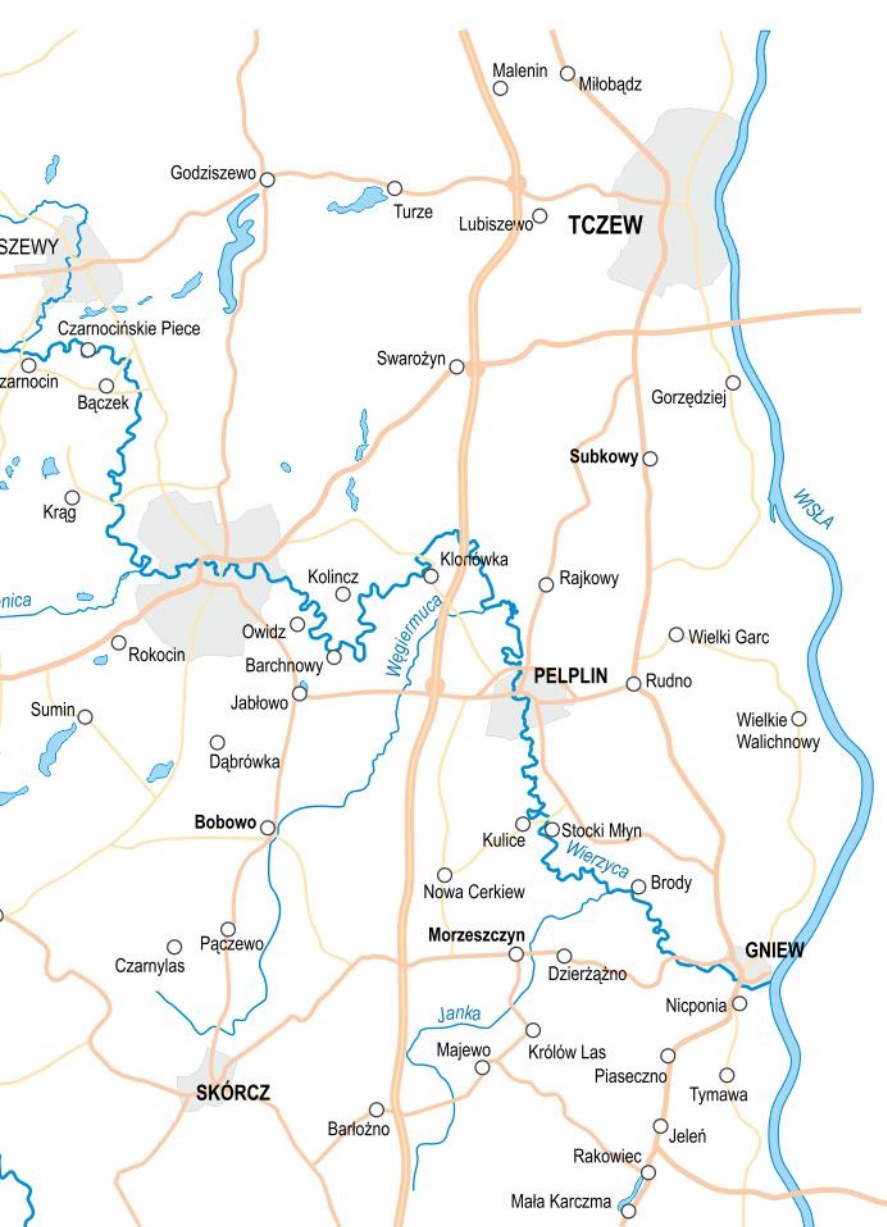 Malenin
Miłobądz
Godziszewo
Turze
Lubiszewo
TCZEW
SZEWY
Czarnocińskie Piece
Swarożyn
zarnocin
Bączek
Gorzędziej
Subkowy
WISŁA
Krąg
Klonówka
Kolincz
Rajkowy
nica
Węgiermuca
Owidz
Wielki Garc
Rokocin
Barchnowy
PELPLIN
Rudno
Jabłowo
Sumin
Wielkie
Walichnowy
Dąbrówka
Bobowo
Kulice
Stocki Młyn
Wierzyca
Nowa Cerkiew
Brody
Morzeszczyn
Pączewo
GNIEW
Czarnylas
Dzierżążno
Nicponia
Janka
Majewo
Królów Las
Piaseczno
SKÓRCZ
Tymawa
Barłożno
Jeleń
Rakowiec
Mała Karczma